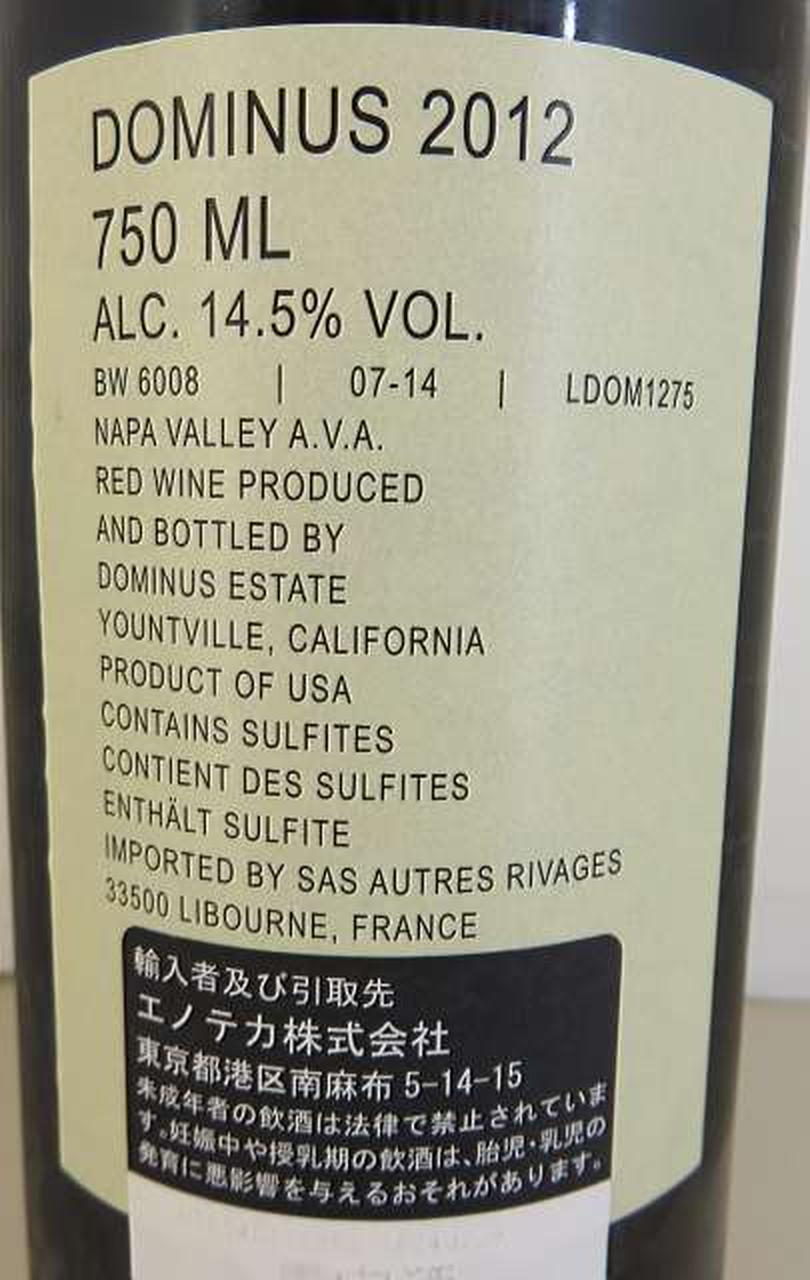 DOMINUS 2012
750 ML
ALC. 14.5% VOL.
BW 6008 | 07-14 | LDOM1275
NAPA VALLEY A.V.A.
RED WINE PRODUCED
AND BOTTLED BY
DOMINUS ESTATE
YOUNTVILLE, CALIFORNIA
PRODUCT OF USA
CONTAINS SULFITES
CONTIENT DES SULFITES
ENTHÄLT SULFITE
IMPORTED BY SAS AUTRES RIVAGES
33500 LIBOURNE, FRANCE
輸入者及び引取先
エノテカ株式会社
東京都港区南麻布 5-14-15
未成年者の飲酒は法律で禁止されていま
す。妊娠中や授乳期の飲酒は、胎児・乳児の
発育に悪影響を与えるおそれがあります。